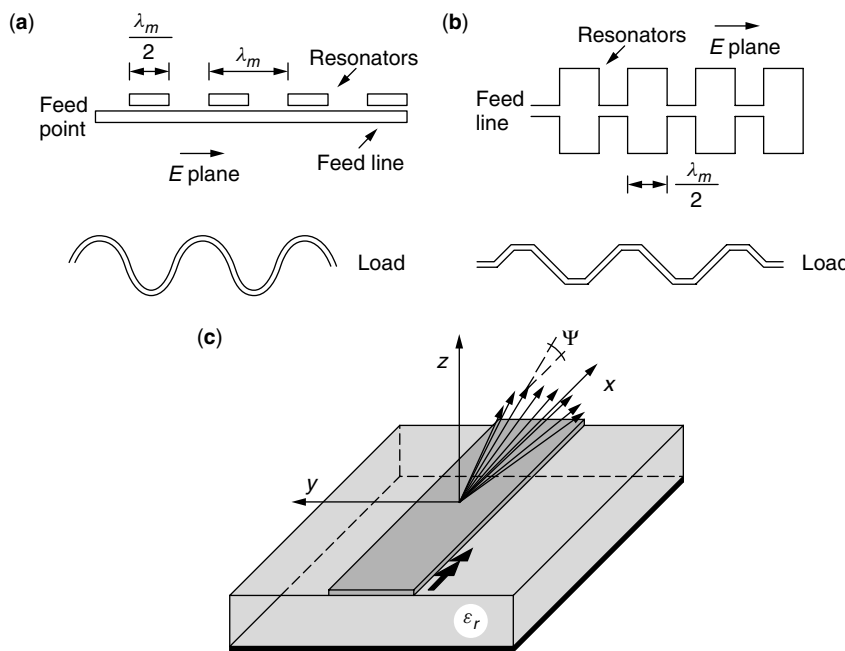 (a)
λm/2
λm
Resonators
Feed
point
Feed line
E plane
Load
(b)
Resonators
E plane
Feed
line
λm/2
Load
(c)
z
Ψ
x
y
εr